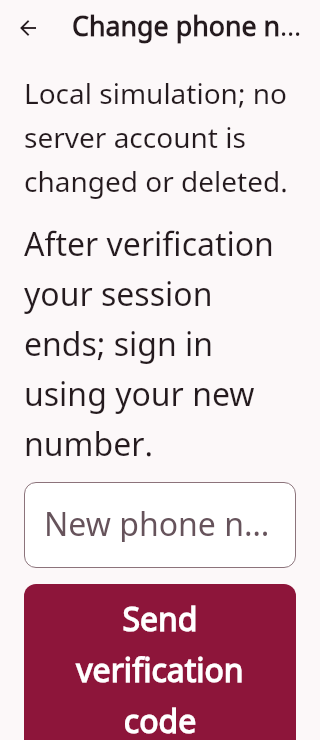 Change phone n...
Local simulation; no
server account is
changed or deleted.
After verification
your session
ends; sign in
using your new
number.
New phone n...
Send
verification
code